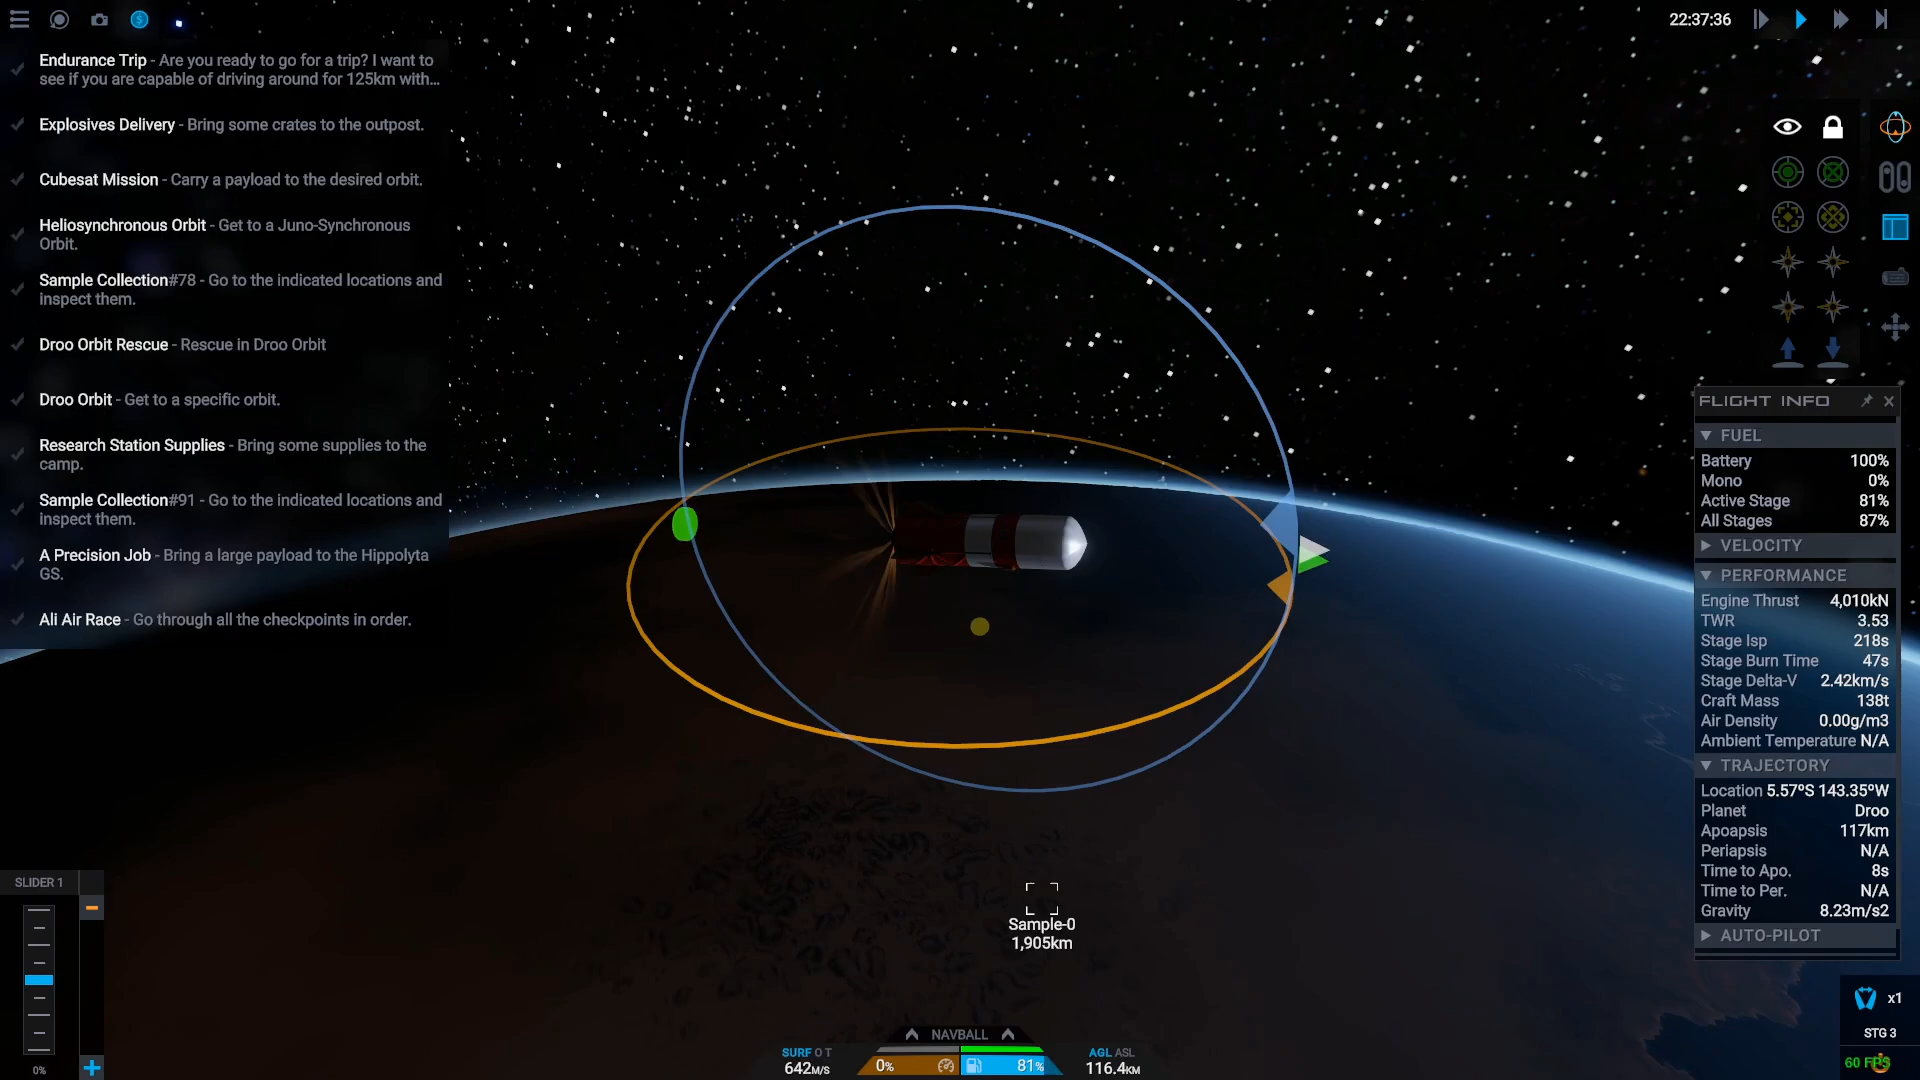 22:37:36
Endurance Trip - Are you ready to go for a trip? I want to
see if you are capable of driving around for 125km with...
Explosives Delivery - Bring some crates to the outpost.
Cubesat Mission - Carry a payload to the desired orbit.
Heliosynchronous Orbit - Get to a Juno-Synchronous
Orbit.
Sample Collection#78 - Go to the indicated locations and
inspect them.
Droo Orbit Rescue - Rescue in Droo Orbit
Droo Orbit - Get to a specific orbit.
Research Station Supplies - Bring some supplies to the
camp.
Sample Collection#91 - Go to the indicated locations and
inspect them.
A Precision Job - Bring a large payload to the Hippolyta
GS.
Ali Air Race - Go through all the checkpoints in order.
FLIGHT INFO
FUEL
Battery 100%
Mono 0%
Active Stage 81%
All Stages 87%
VELOCITY
PERFORMANCE
Engine Thrust 4,010kN
TWR 3.53
Stage Isp 218s
Stage Burn Time 47s
Stage Delta-V 2.42km/s
Craft Mass 138t
Air Density 0.00g/m3
Ambient Temperature N/A
TRAJECTORY
Location 5.57ºS 143.35ºW
Planet Droo
Apoapsis 117km
Periapsis N/A
Time to Apo. 8s
Time to Per. N/A
Gravity 8.23m/s2
AUTO-PILOT
SLIDER 1
0%
Sample-0
1,905km
NAVBALL
SURF O T
642M/S
0%
81%
AGL ASL
116.4KM
x1
STG 3
60 FPS